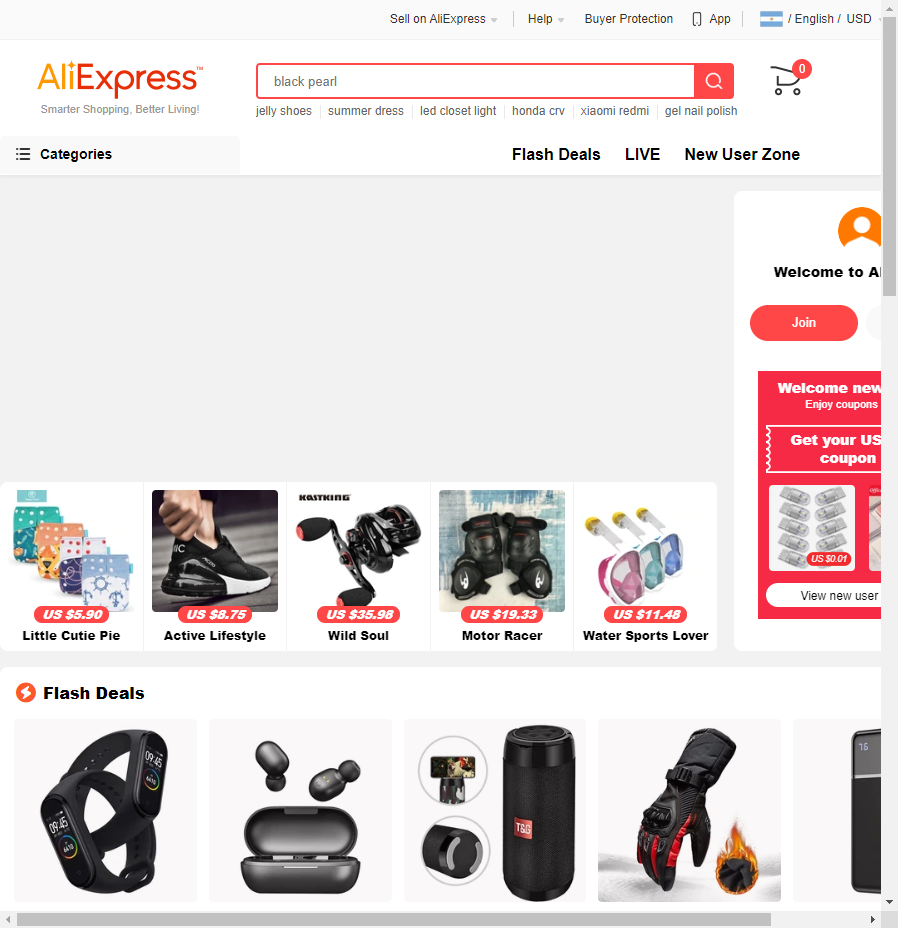 Sell on AliExpress
Help
Buyer Protection
App
/ English / USD
AliExpress™
Smarter Shopping, Better Living!
black pearl
0
jelly shoes
summer dress
led closet light
honda crv
xiaomi redmi
gel nail polish
Categories
Flash Deals
LIVE
New User Zone
Welcome to Al
Join
Welcome new
Enjoy coupons
Get your US
coupon
US $0.01
View new user
KASTKING
US $5.90
US $8.75
US $35.98
US $19.33
US $11.48
Little Cutie Pie
Active Lifestyle
Wild Soul
Motor Racer
Water Sports Lover
Flash Deals
09:45
09:45
T&G